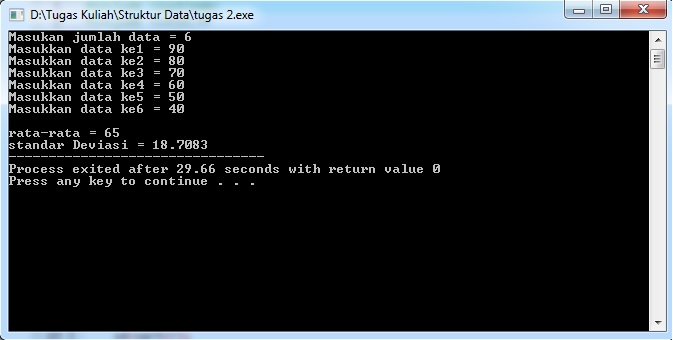 D:\Tugas Kuliah\Struktur Data\tugas 2.exe
Masukan jumlah data = 6
Masukkan data ke1 = 90
Masukkan data ke2 = 80
Masukkan data ke3 = 70
Masukkan data ke4 = 60
Masukkan data ke5 = 50
Masukkan data ke6 = 40
rata-rata = 65
standar Deviasi = 18.7083
--------------------------------
Process exited after 29.66 seconds with return value 0
Press any key to continue . . .